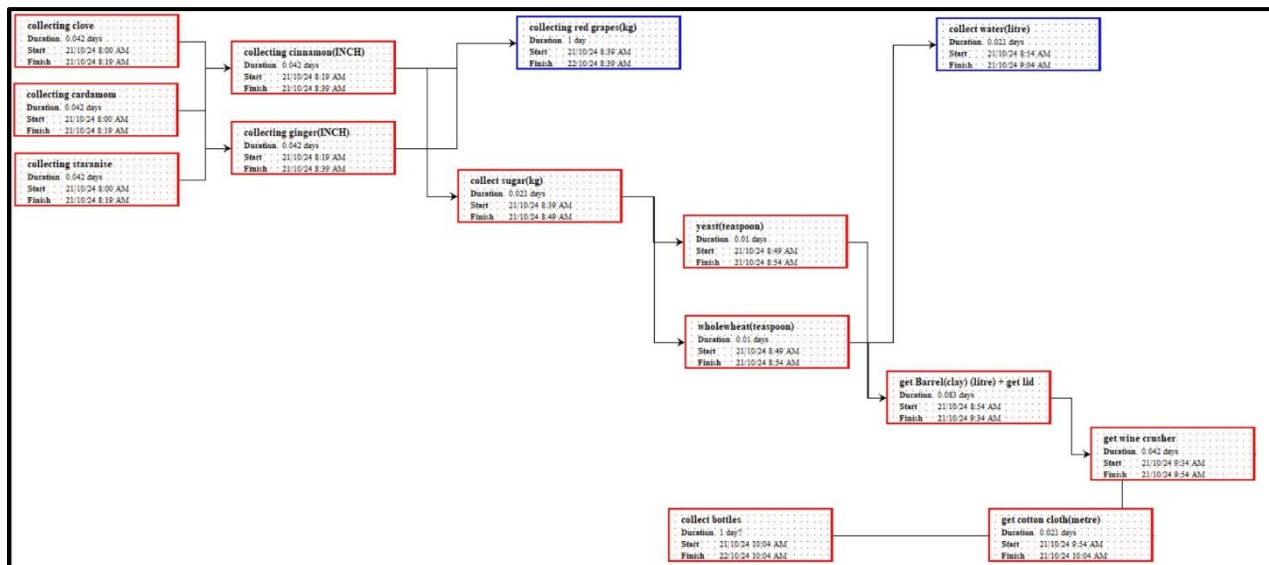 collecting clove
Duration 0.042 days
Start 21/10/24 8:00 AM
Finish 21/10/24 8:19 AM
collecting cardamom
Duration 0.042 days
Start 21/10/24 8:00 AM
Finish 21/10/24 8:19 AM
collecting staranise
Duration 0.042 days
Start 21/10/24 8:00 AM
Finish 21/10/24 8:19 AM
collecting cinnamon(INCH)
Duration 0.042 days
Start 21/10/24 8:19 AM
Finish 21/10/24 8:39 AM
collecting ginger(INCH)
Duration 0.042 days
Start 21/10/24 8:19 AM
Finish 21/10/24 8:39 AM
collecting red grapes(kg)
Duration 1 day
Start 21/10/24 8:39 AM
Finish 22/10/24 8:39 AM
collect sugar(kg)
Duration 0.021 days
Start 21/10/24 8:39 AM
Finish 21/10/24 8:49 AM
yeast(teaspoon)
Duration 0.01 days
Start 21/10/24 8:49 AM
Finish 21/10/24 8:54 AM
wholewheat(teaspoon)
Duration 0.01 days
Start 21/10/24 8:49 AM
Finish 21/10/24 8:54 AM
collect water(litre)
Duration 0.021 days
Start 21/10/24 8:54 AM
Finish 21/10/24 9:04 AM
get Barrel(clay) (litre) + get lid
Duration 0.083 days
Start 21/10/24 8:54 AM
Finish 21/10/24 9:34 AM
get wine crusher
Duration 0.042 days
Start 21/10/24 9:34 AM
Finish 21/10/24 9:54 AM
get cotton cloth(metre)
Duration 0.021 days
Start 21/10/24 9:54 AM
Finish 21/10/24 10:04 AM
collect bottles
Duration 1 day?
Start 21/10/24 10:04 AM
Finish 22/10/24 10:04 AM